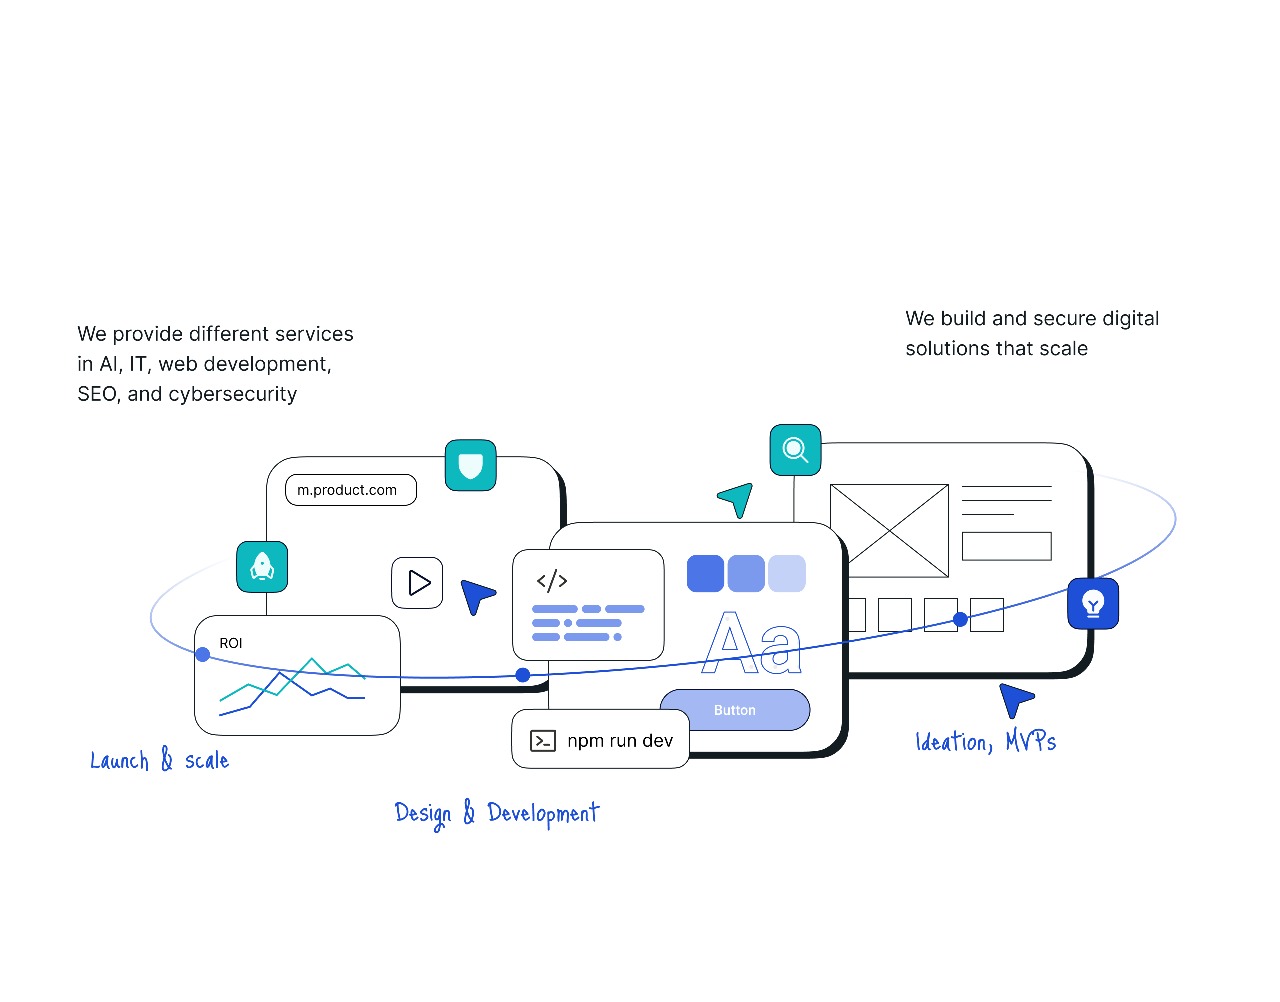 We provide different services
in AI, IT, web development,
SEO, and cybersecurity
We build and secure digital
solutions that scale
m.product.com
</>
ROI
Aa
Button
>_ npm run dev
Launch & scale
Design & Development
Ideation, MVPs